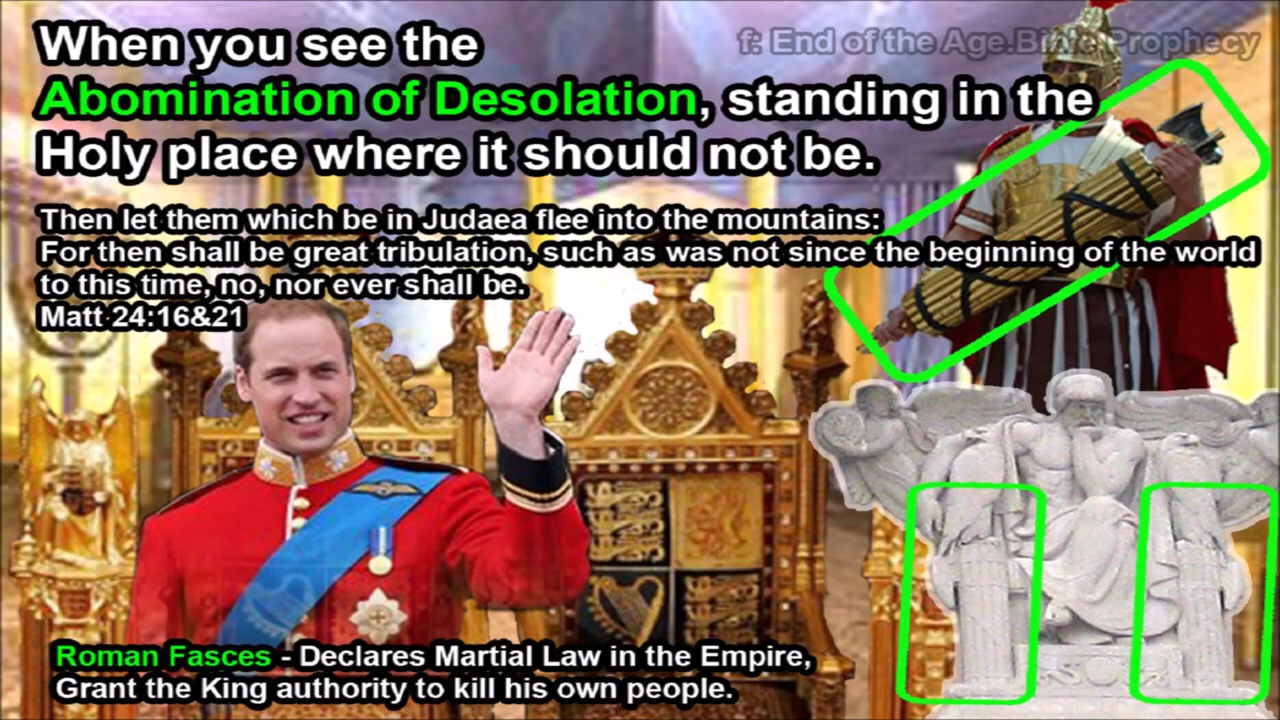 f: End of the Age.Bible Prophecy
When you see the
Abomination of Desolation, standing in the
Holy place where it should not be.
Then let them which be in Judaea flee into the mountains:
For then shall be great tribulation, such as was not since the beginning of the world
to this time, no, nor ever shall be.
Matt 24:16&21
Roman Fasces - Declares Martial Law in the Empire,
Grant the King authority to kill his own people.